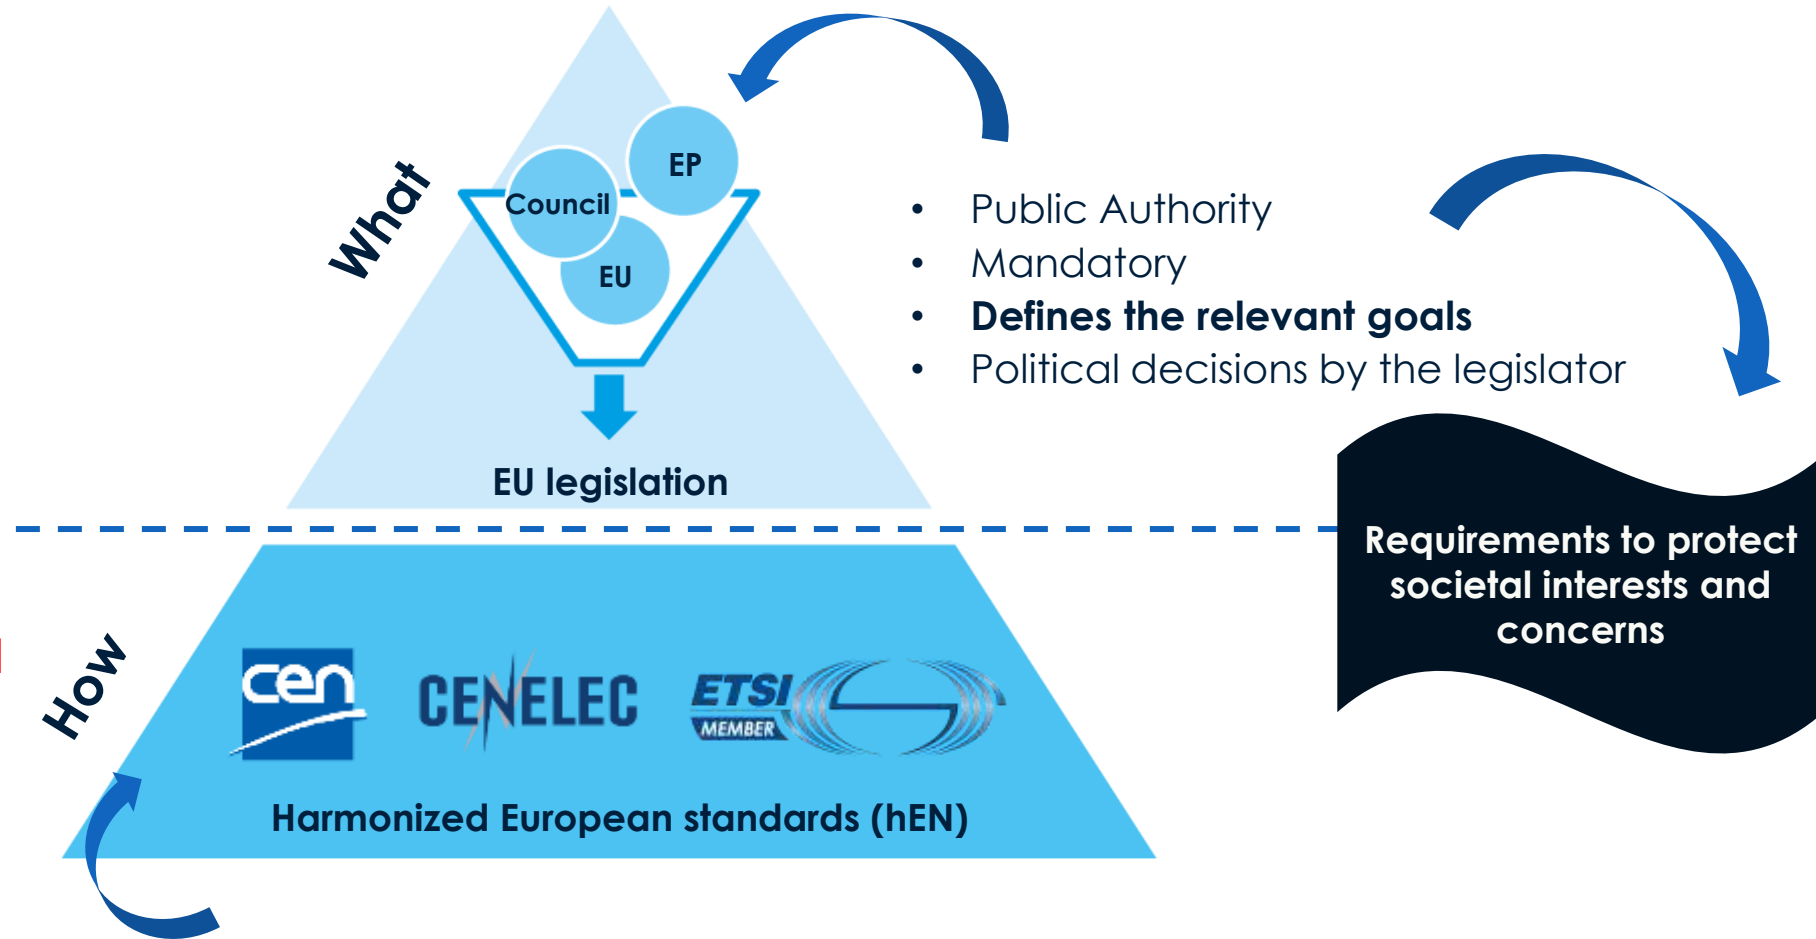 What
EP
Council
EU
EU legislation
• Public Authority
• Mandatory
• Defines the relevant goals
• Political decisions by the legislator
Requirements to protect
societal interests and
concerns
How
cen
CENELEC
ETSI
MEMBER
Harmonized European standards (hEN)